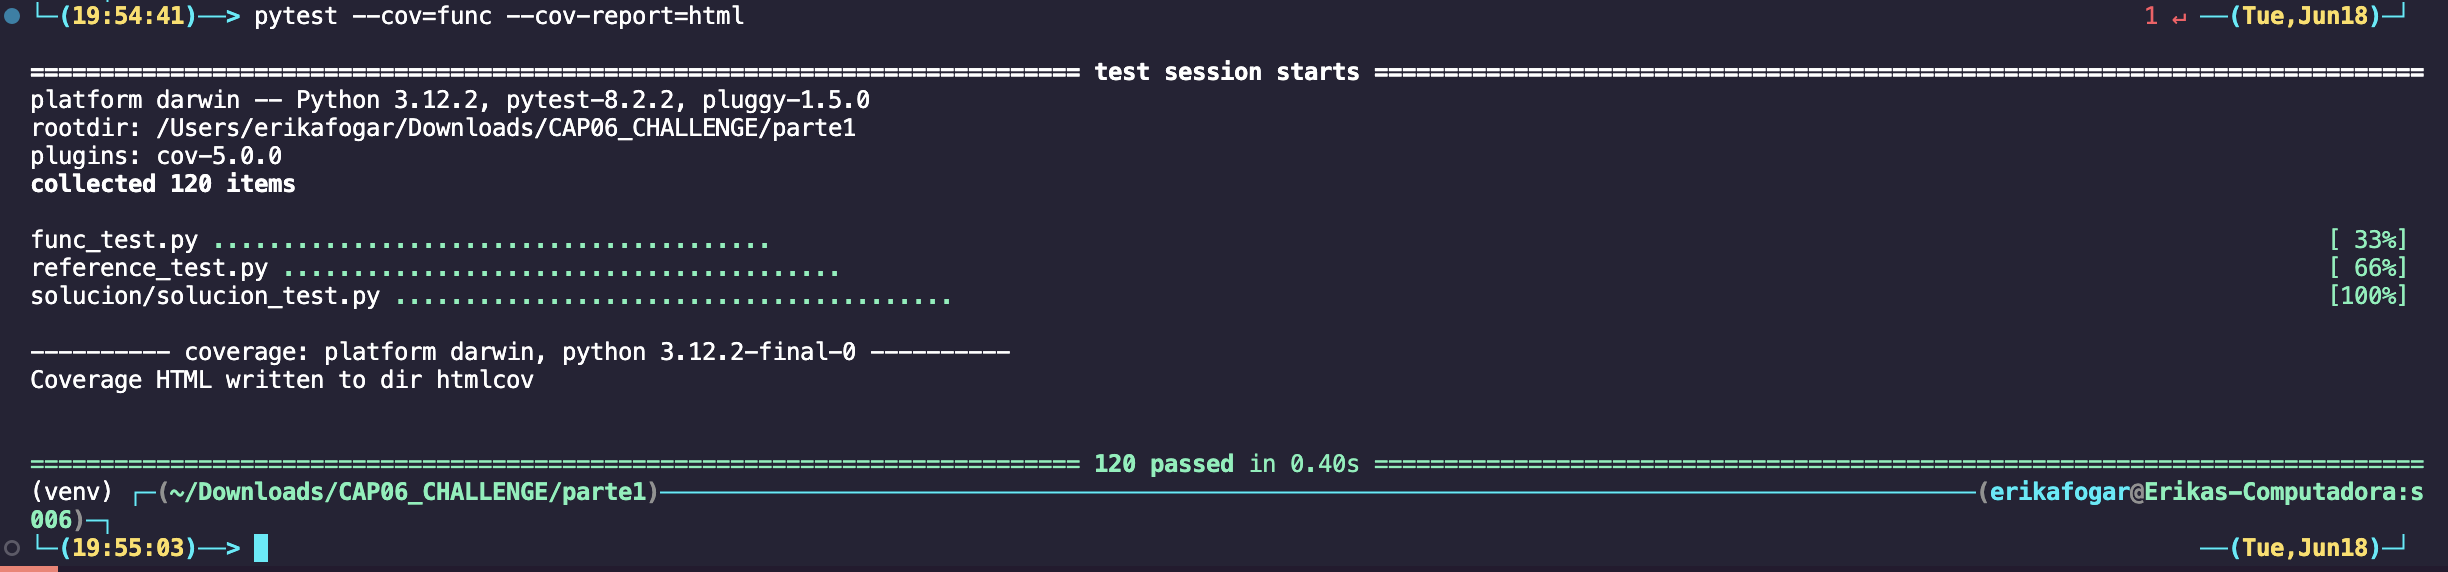 └─(19:54:41)──> pytest --cov=func --cov-report=html 1 ↵ ──(Tue,Jun18)─┘
=========================================================================== test session starts ===========================================================================
platform darwin -- Python 3.12.2, pytest-8.2.2, pluggy-1.5.0
rootdir: /Users/erikafogar/Downloads/CAP06_CHALLENGE/parte1
plugins: cov-5.0.0
collected 120 items
func_test.py ........................................ [ 33%]
reference_test.py ........................................ [ 66%]
solucion/solucion_test.py ........................................ [100%]
---------- coverage: platform darwin, python 3.12.2-final-0 ----------
Coverage HTML written to dir htmlcov
=========================================================================== 120 passed in 0.40s ===========================================================================
(venv) ┌─(~/Downloads/CAP06_CHALLENGE/parte1)──────────(erikafogar@Erikas-Computadora:s
006)─┐
└─(19:55:03)──> ──(Tue,Jun18)─┘